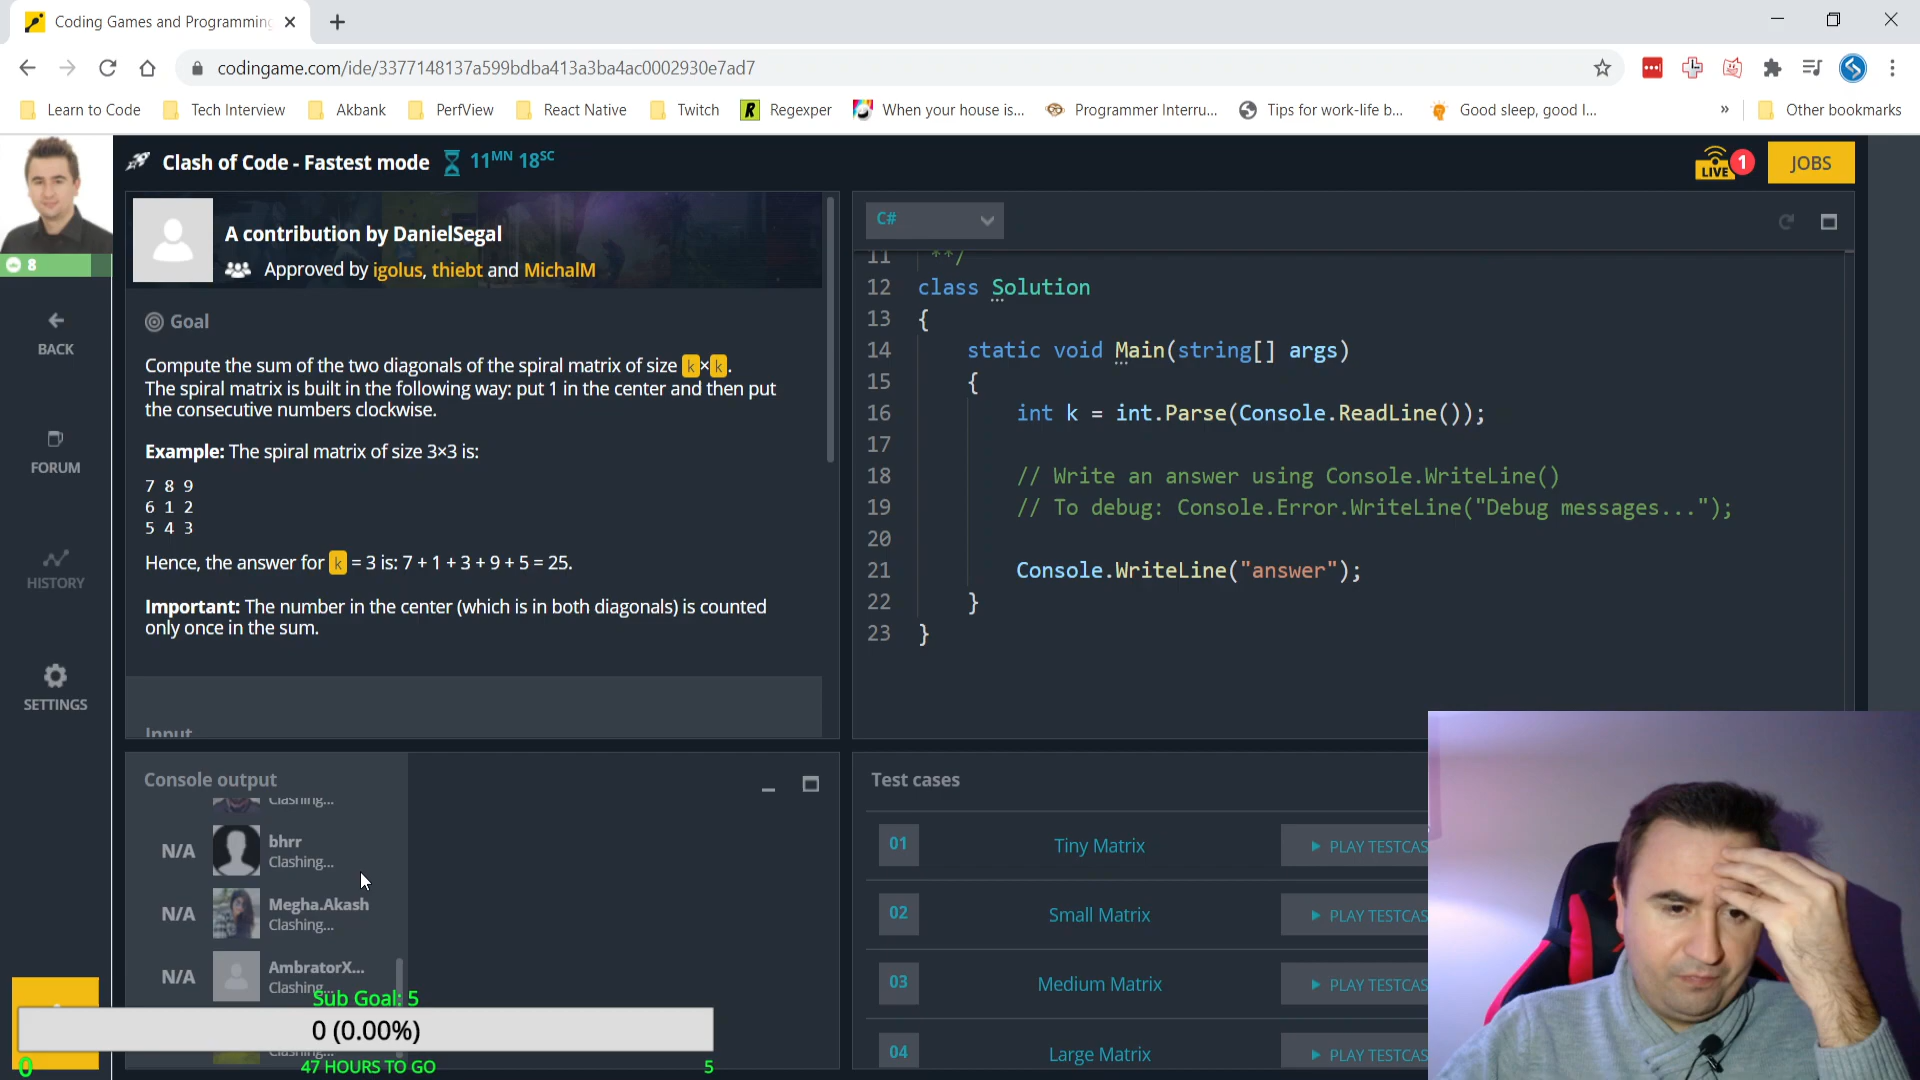 Coding Games and Programming
codingame.com/ide/3377148137a599bdba413a3ba4ac0002930e7ad7
Learn to Code
Tech Interview
Akbank
PerfView
React Native
Twitch
R
Regexper
When your house is...
Programmer Interru...
Tips for work-life b...
Good sleep, good l...
»
Other bookmarks
Clash of Code - Fastest mode
11MN 18SC
LIVE
1
JOBS
8
BACK
FORUM
HISTORY
SETTINGS
A contribution by DanielSegal
Approved by igolus, thiebt and MichalM
Goal
Compute the sum of the two diagonals of the spiral matrix of size k×k.
The spiral matrix is built in the following way: put 1 in the center and then put
the consecutive numbers clockwise.
Example: The spiral matrix of size 3×3 is:
7 8 9
6 1 2
5 4 3
Hence, the answer for k = 3 is: 7 + 1 + 3 + 9 + 5 = 25.
Important: The number in the center (which is in both diagonals) is counted
only once in the sum.
Input
C#
11 **/
12 class Solution
13 {
14 static void Main(string[] args)
15 {
16 int k = int.Parse(Console.ReadLine());
17
18 // Write an answer using Console.WriteLine()
19 // To debug: Console.Error.WriteLine("Debug messages...");
20
21 Console.WriteLine("answer");
22 }
23 }
Console output
Clashing...
N/A
bhrr
Clashing...
N/A
Megha.Akash
Clashing...
N/A
AmbratorX...
Clashing...
Clashing...
Sub Goal: 5
0 (0.00%)
0
47 HOURS TO GO
5
Test cases
01 Tiny Matrix PLAY TESTCAS
02 Small Matrix PLAY TESTCAS
03 Medium Matrix PLAY TESTCAS
04 Large Matrix PLAY TESTCAS